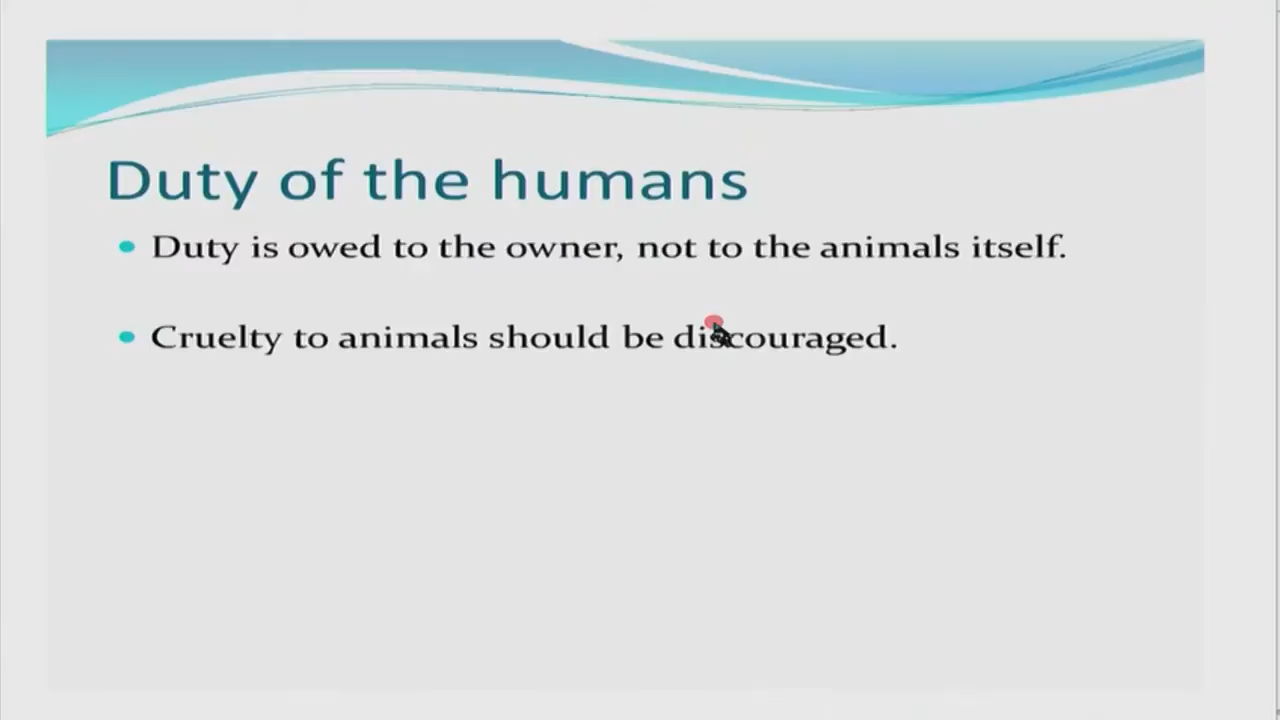 Duty of the humans
Duty is owed to the owner, not to the animals itself.
Cruelty to animals should be discouraged.